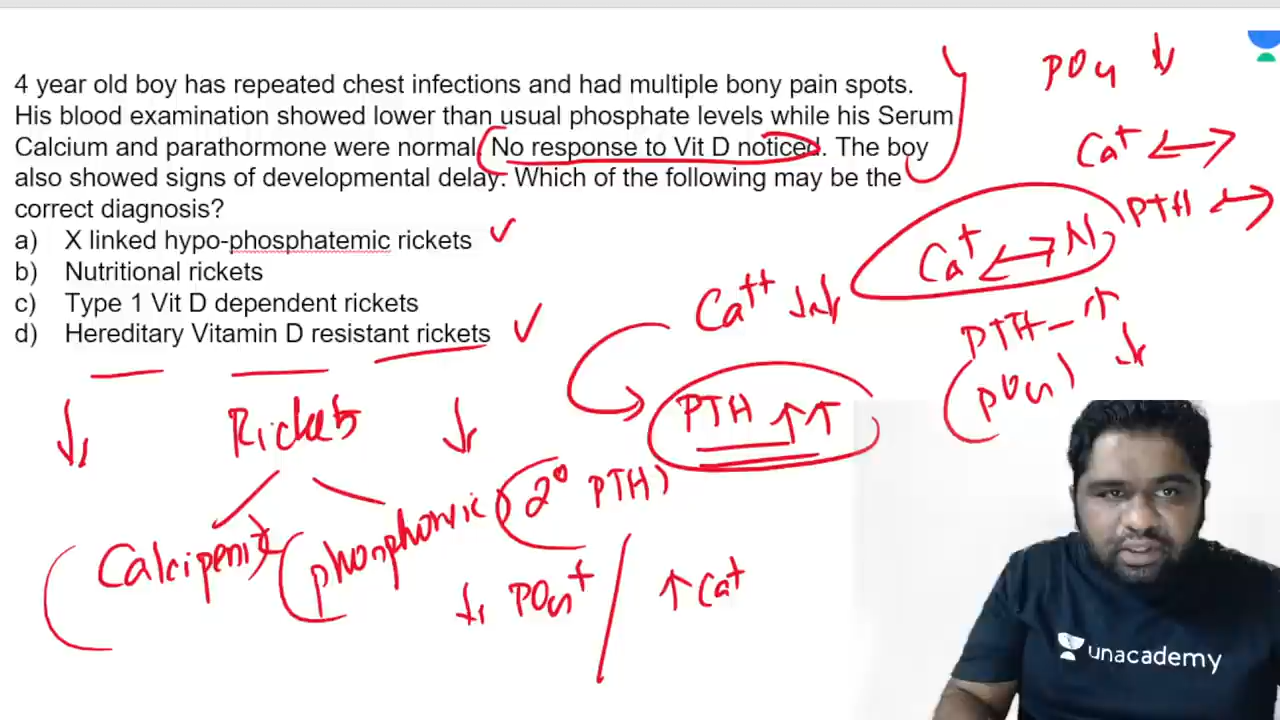 4 year old boy has repeated chest infections and had multiple bony pain spots.
His blood examination showed lower than usual phosphate levels while his Serum
Calcium and parathormone were normal. No response to Vit D noticed. The boy
also showed signs of developmental delay. Which of the following may be the
correct diagnosis?
a) X linked hypo-phosphatemic rickets ✓
b) Nutritional rickets
c) Type 1 Vit D dependent rickets
d) Hereditary Vitamin D resistant rickets ✓
PO4 ↓
Ca+ ↔
PTH ↔
Ca+ ↔ N
Ca++ ↓↓
PTH - ↑
PO4 ↓
PTH ↑↑
↓ Rickets ↓
2° PTH)
↓ PO4+ / ↑ Ca+
unacademy